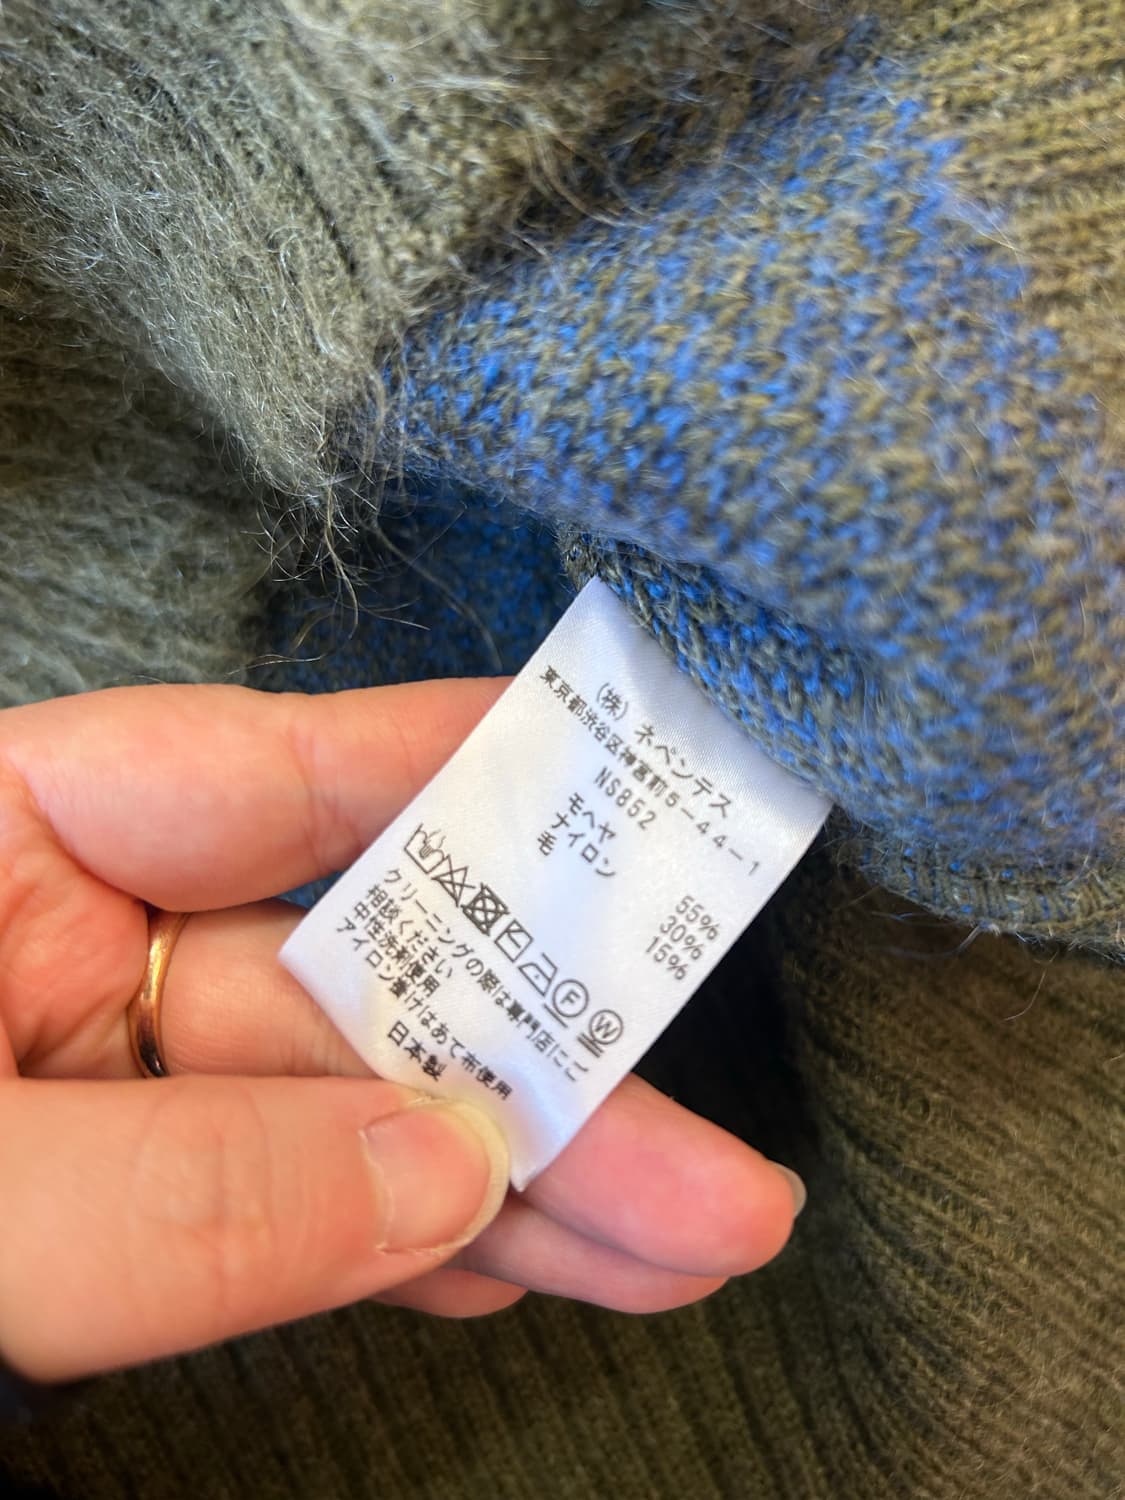 (株) ネペンテス
東京都渋谷区神宮前5-44-1
NS852
モヘヤ 55%
ナイロン 30%
毛 15%
F W
クリーニングの際は専門店にご
相談ください
中性洗剤使用
アイロン掛けはあて布使用
日本製